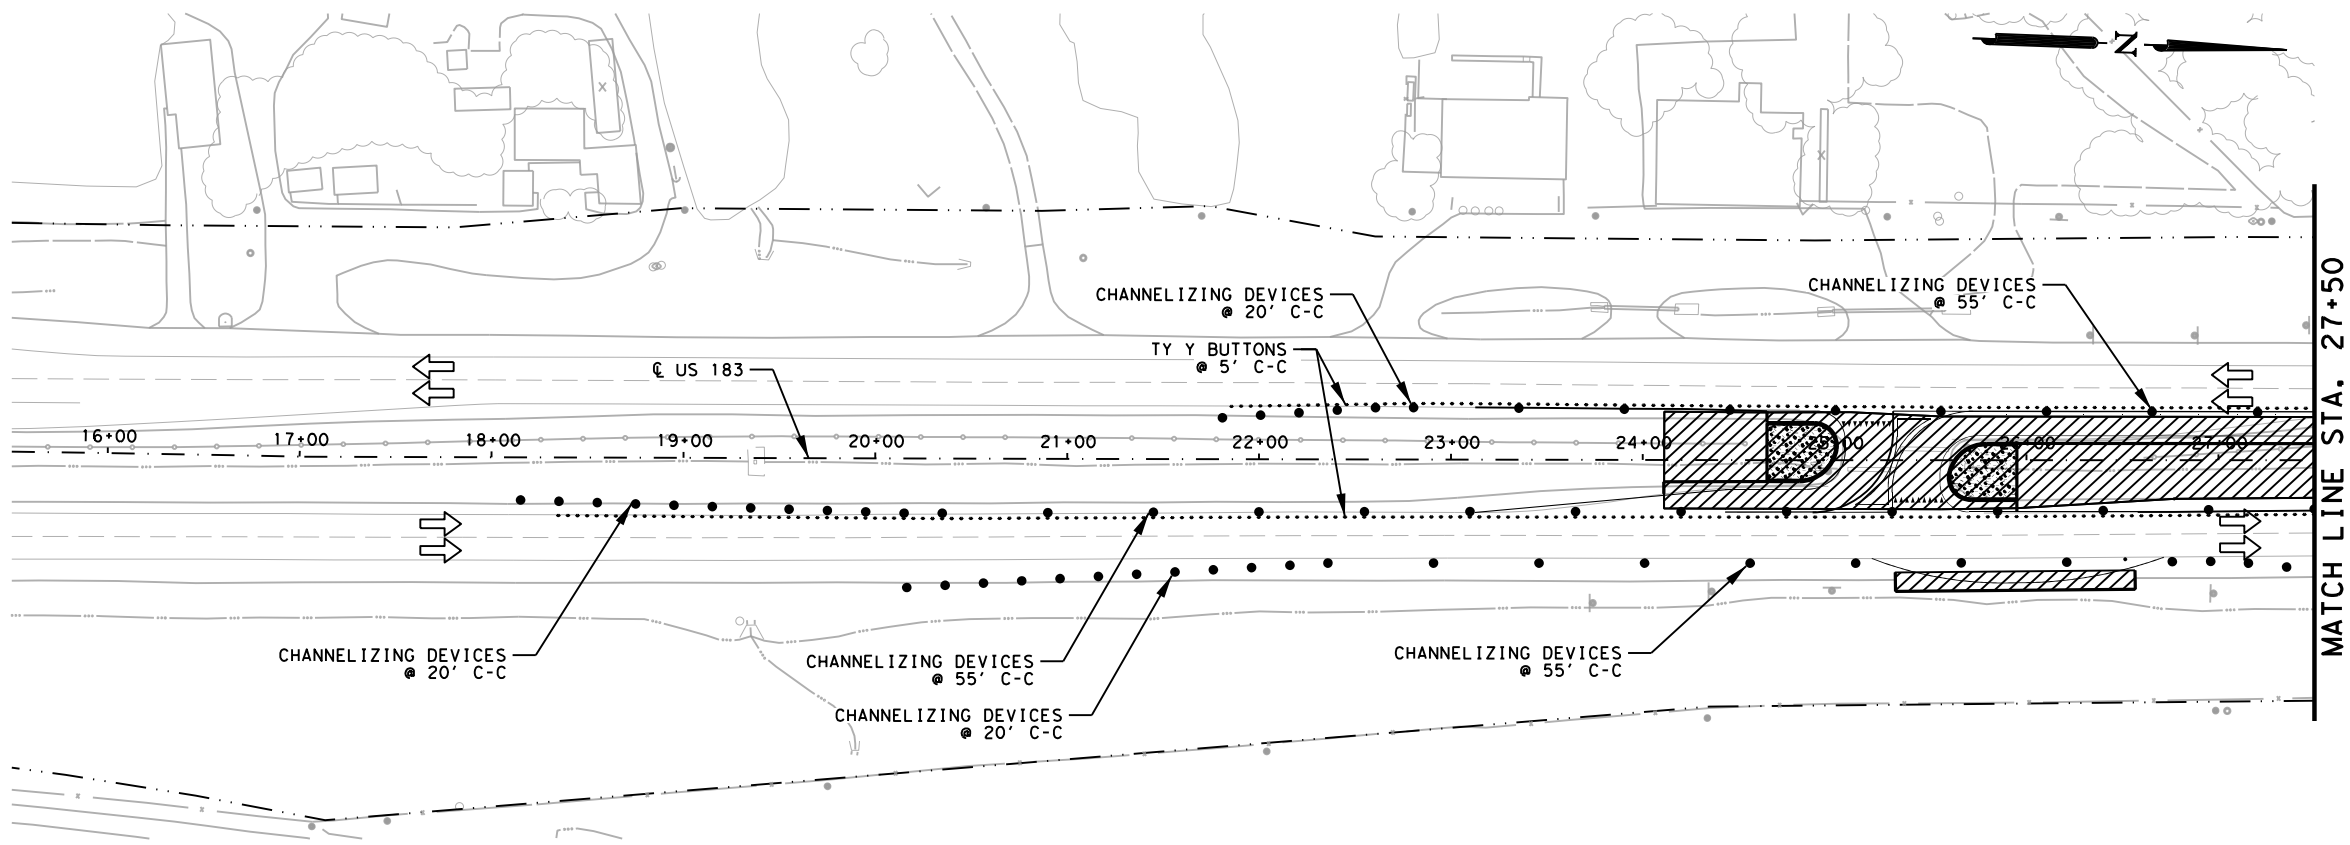 N
CHANNELIZING DEVICES
@ 20' C-C
CHANNELIZING DEVICES
@ 55' C-C
TY Y BUTTONS
@ 5' C-C
℄ US 183
16+00
17+00
18+00
19+00
20+00
21+00
22+00
23+00
24+00
25+00
26+00
27+00
MATCH LINE STA. 27+50
CHANNELIZING DEVICES
@ 20' C-C
CHANNELIZING DEVICES
@ 55' C-C
CHANNELIZING DEVICES
@ 55' C-C
CHANNELIZING DEVICES
@ 20' C-C